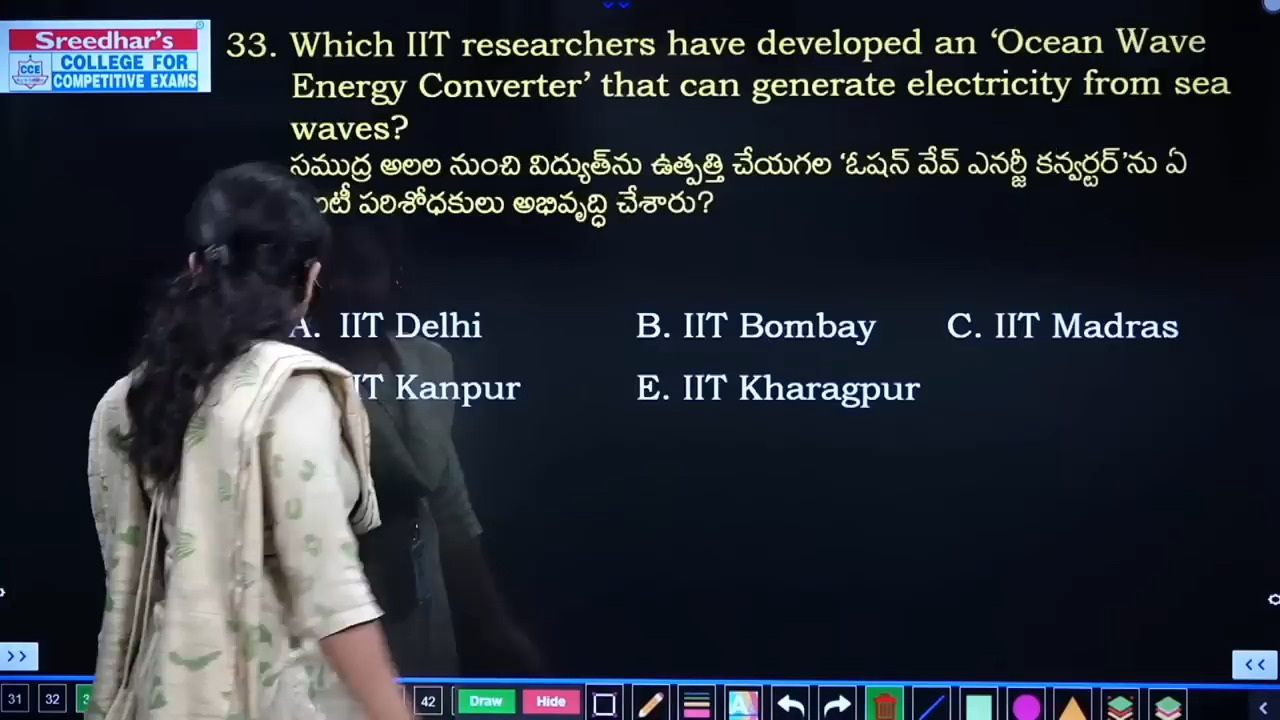 Sreedhar's
CCE
COLLEGE FOR
COMPETITIVE EXAMS
33. Which IIT researchers have developed an ‘Ocean Wave
Energy Converter’ that can generate electricity from sea
waves?
సముద్ర అలల నుంచి విద్యుత్‌ను ఉత్పత్తి చేయగల ‘ఓషన్ వేవ్ ఎనర్జీ కన్వర్టర్’ను ఏ
పరిశోధకులు అభివృద్ధి చేశారు?
A. IIT Delhi B. IIT Bombay C. IIT Madras
IT Kanpur E. IIT Kharagpur
>> <<
31 32 3 42 Draw Hide